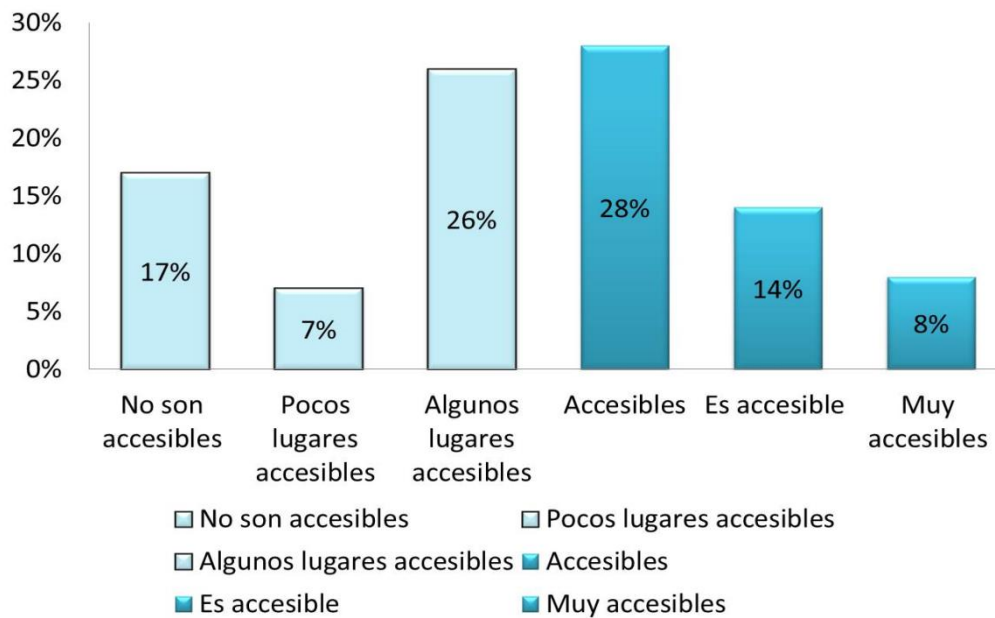 30%
25%
20%
15%
10%
5%
0%
17%
7%
26%
28%
14%
8%
No son
accesibles
Pocos
lugares
accesibles
Algunos
lugares
accesibles
Accesibles
Es accesible
Muy
accesibles
No son accesibles
Pocos lugares accesibles
Algunos lugares accesibles
Accesibles
Es accesible
Muy accesibles